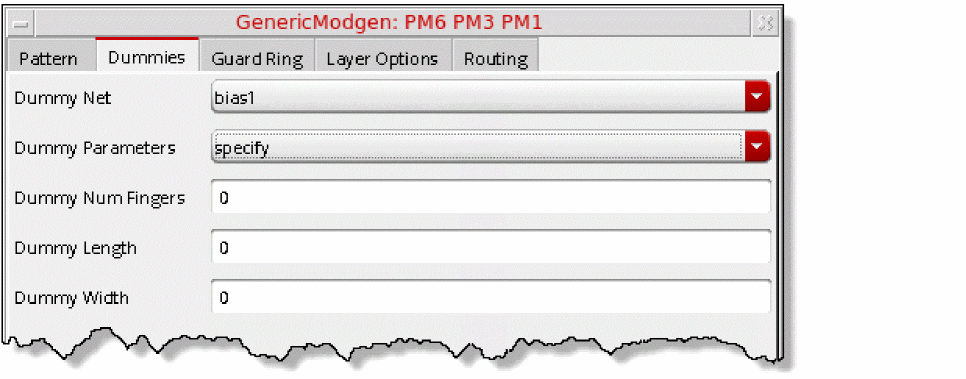 GenericModgen: PM6 PM3 PM1
Pattern Dummies Guard Ring Layer Options Routing
Dummy Net bias1
Dummy Parameters specify
Dummy Num Fingers 0
Dummy Length 0
Dummy Width 0